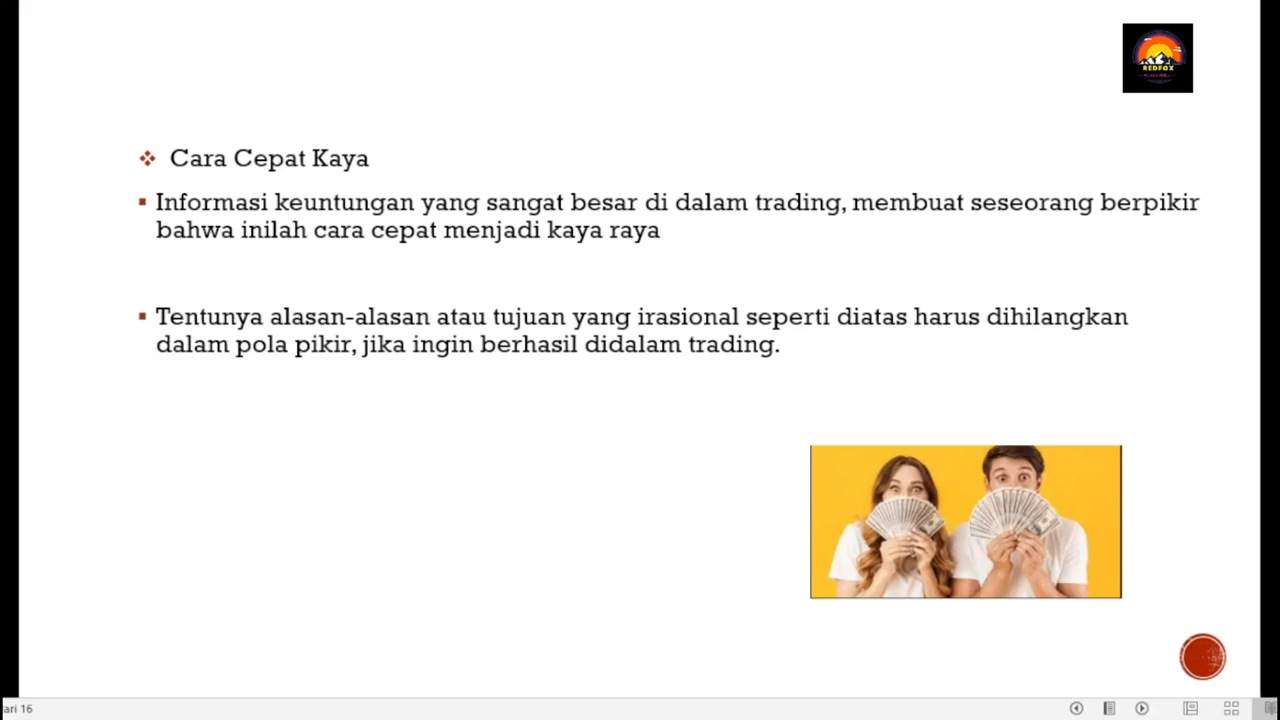 REDFOX
Cara Cepat Kaya
Informasi keuntungan yang sangat besar di dalam trading, membuat seseorang berpikir
bahwa inilah cara cepat menjadi kaya raya
Tentunya alasan-alasan atau tujuan yang irasional seperti diatas harus dihilangkan
dalam pola pikir, jika ingin berhasil didalam trading.
ari 16